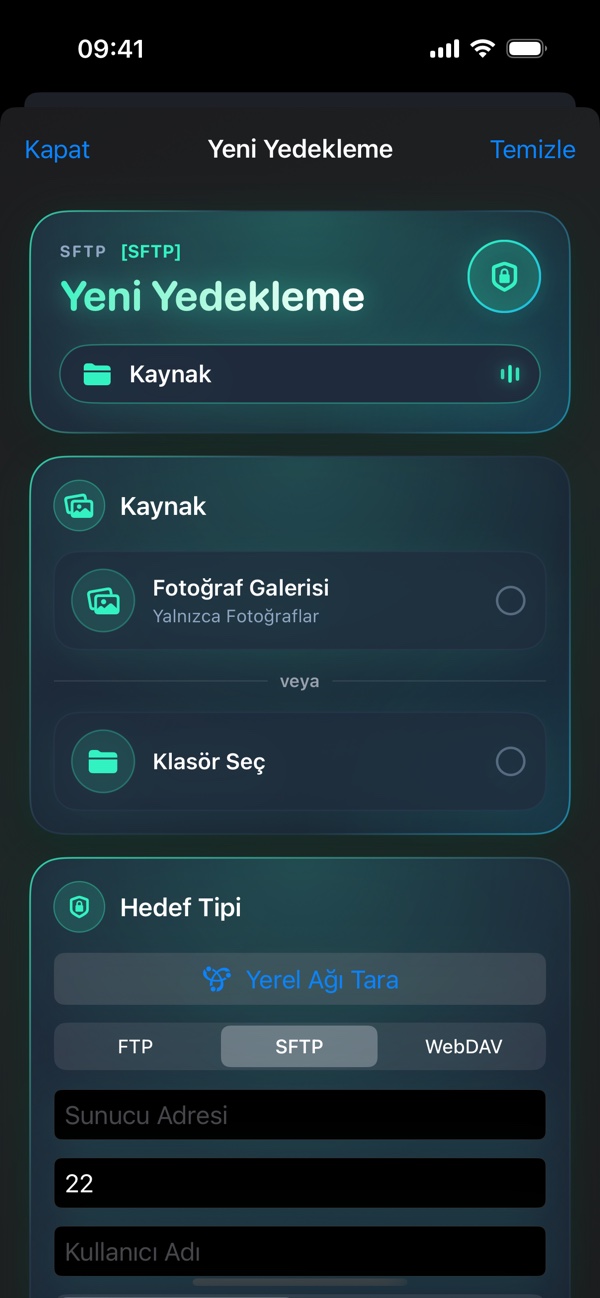 09:41
Kapat Yeni Yedekleme Temizle
SFTP [SFTP]
Yeni Yedekleme
Kaynak
Kaynak
Fotoğraf Galerisi
Yalnızca Fotoğraflar
veya
Klasör Seç
Hedef Tipi
Yerel Ağı Tara
FTP SFTP WebDAV
Sunucu Adresi
22
Kullanıcı Adı